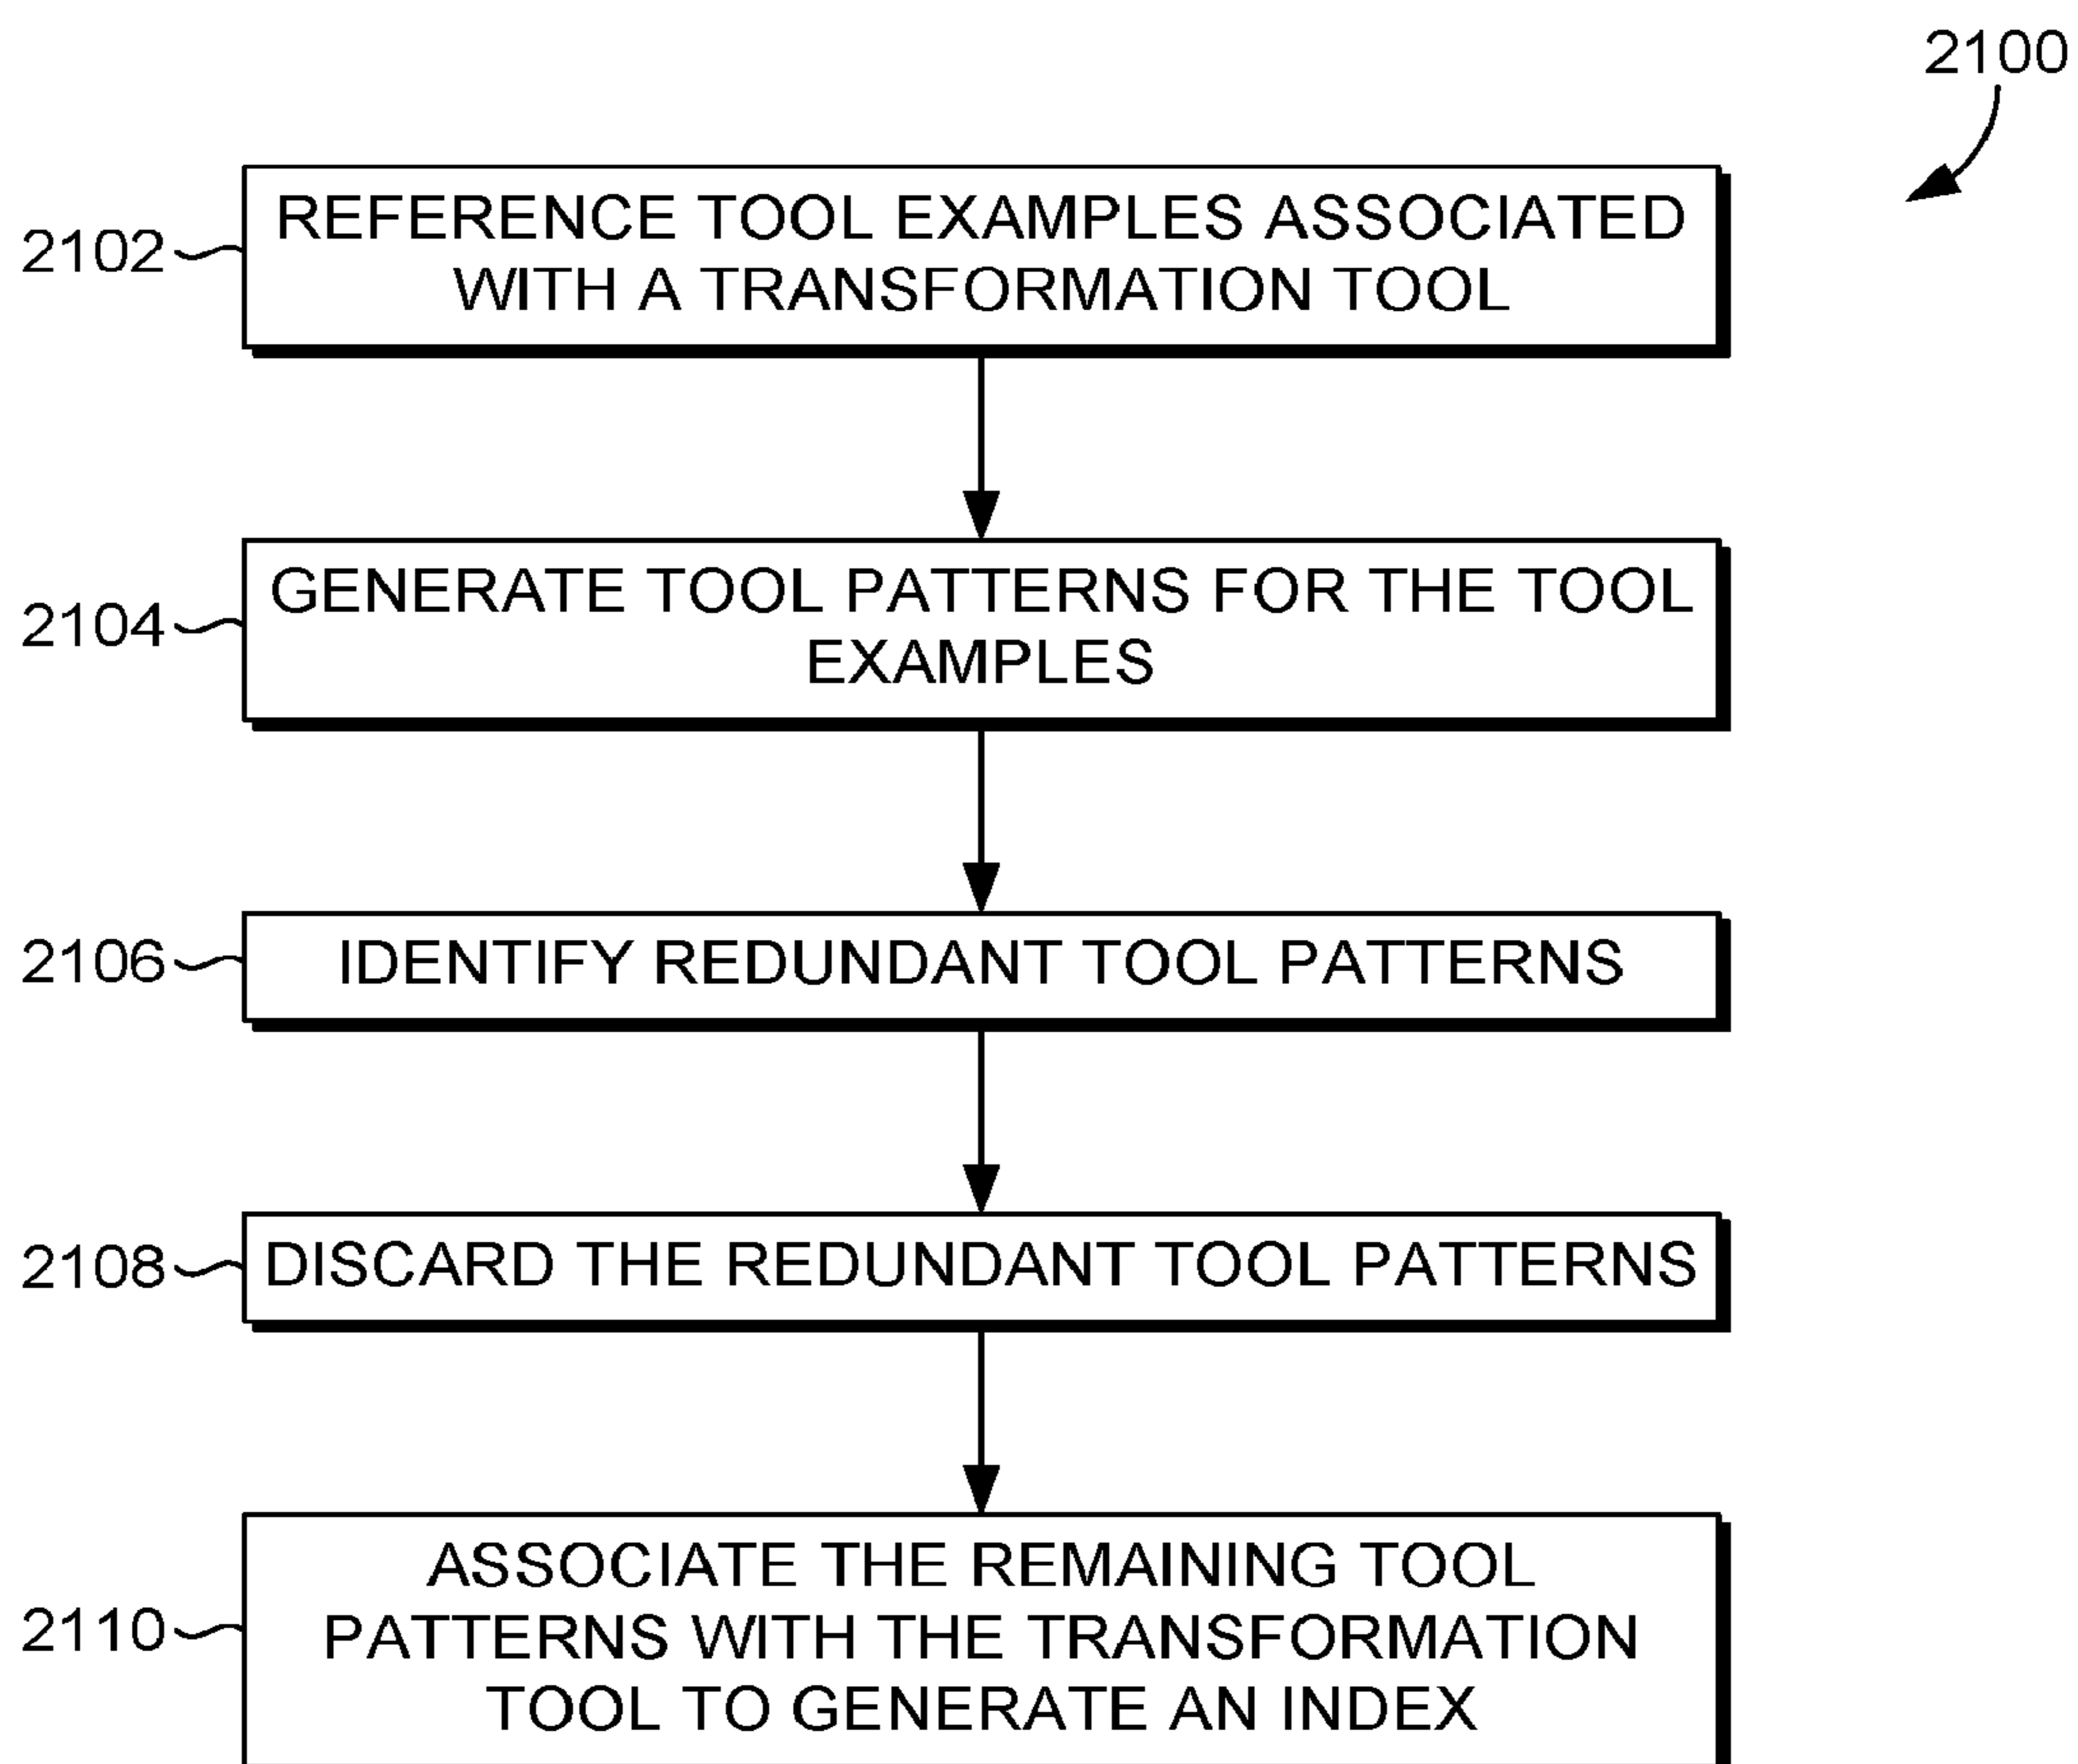 2100
2102
REFERENCE TOOL EXAMPLES ASSOCIATED
WITH A TRANSFORMATION TOOL
2104
GENERATE TOOL PATTERNS FOR THE TOOL
EXAMPLES
2106
IDENTIFY REDUNDANT TOOL PATTERNS
2108
DISCARD THE REDUNDANT TOOL PATTERNS
2110
ASSOCIATE THE REMAINING TOOL
PATTERNS WITH THE TRANSFORMATION
TOOL TO GENERATE AN INDEX